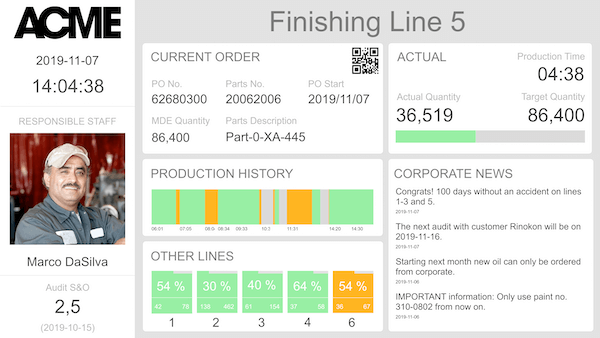 ACME
2019-11-07
14:04:38
RESPONSIBLE STAFF
Marco DaSilva
Audit S&O
2,5
(2019-10-15)
Finishing Line 5
CURRENT ORDER
PO No. Parts No. PO Start
62680300 20062006 2019/11/07
MDE Quantity Parts Description
86,400 Part-0-XA-445
ACTUAL
Production Time
04:38
Actual Quantity Target Quantity
36,519 86,400
PRODUCTION HISTORY
06:01 07:05 08:0 08:34 09:33 10:2 11:31 14:20 14:30
OTHER LINES
54 % 30 % 40 % 64 % 54 %
42 78 138 462 61 154 37 58 36 67
1 2 3 4 6
CORPORATE NEWS
Congrats! 100 days without an accident on lines
1-3 and 5.
2019-11-07
The next audit with customer Rinokon will be on
2019-11-16.
2019-11-07
Starting next month new oil can only be ordered
from corporate.
2019-11-06
IMPORTANT information: Only use paint no.
310-0802 from now on.
2019-11-06